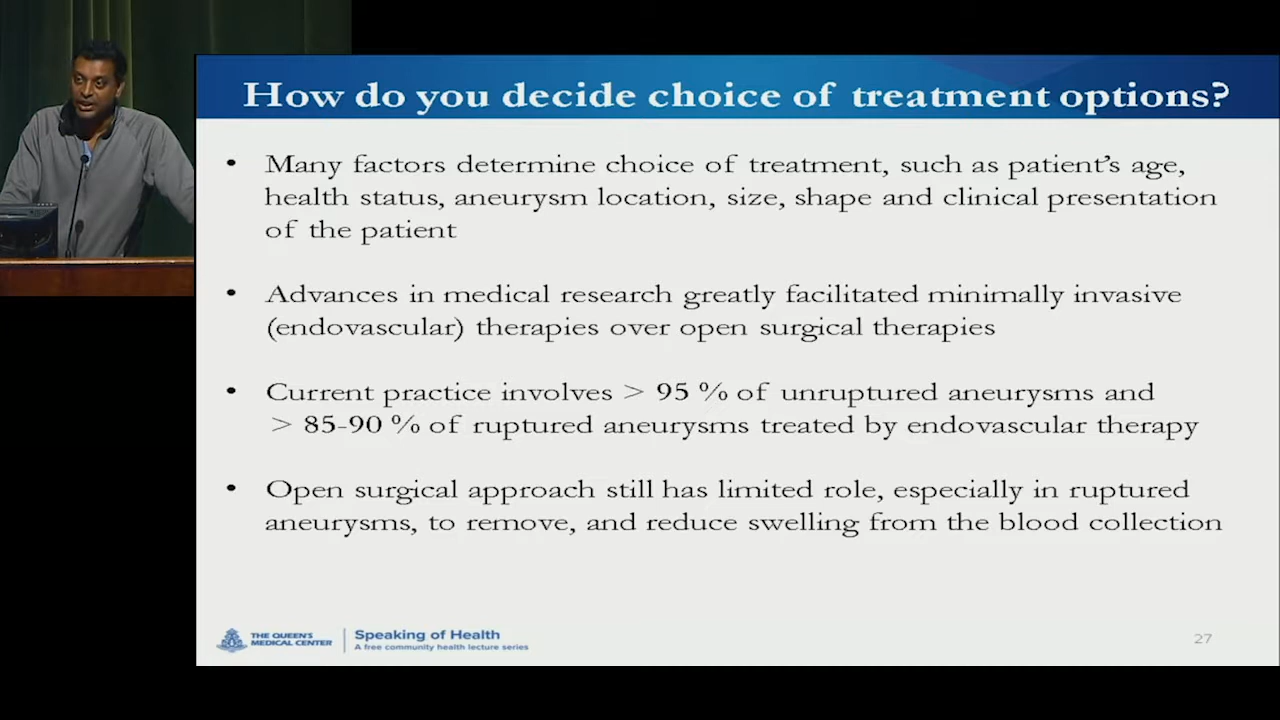 How do you decide choice of treatment options?
• Many factors determine choice of treatment, such as patient’s age,
health status, aneurysm location, size, shape and clinical presentation
of the patient
• Advances in medical research greatly facilitated minimally invasive
(endovascular) therapies over open surgical therapies
• Current practice involves > 95 % of unruptured aneurysms and
> 85-90 % of ruptured aneurysms treated by endovascular therapy
• Open surgical approach still has limited role, especially in ruptured
aneurysms, to remove, and reduce swelling from the blood collection
THE QUEEN'S
MEDICAL CENTER
Speaking of Health
A free community health lecture series
27